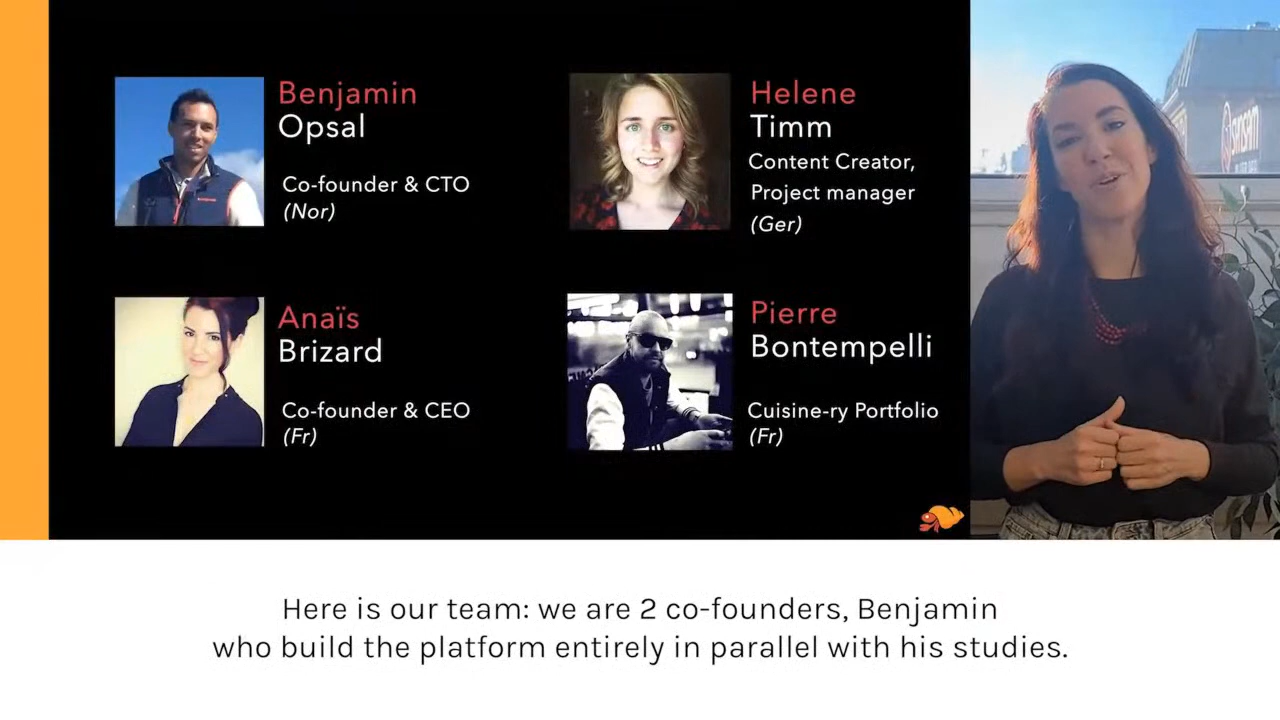 Benjamin
Opsal
Co-founder & CTO
(Nor)
Helene
Timm
Content Creator,
Project manager
(Ger)
Anaïs
Brizard
Co-founder & CEO
(Fr)
Pierre
Bontempelli
Cuisine-ry Portfolio
(Fr)
sansam
Here is our team: we are 2 co-founders, Benjamin
who build the platform entirely in parallel with his studies.